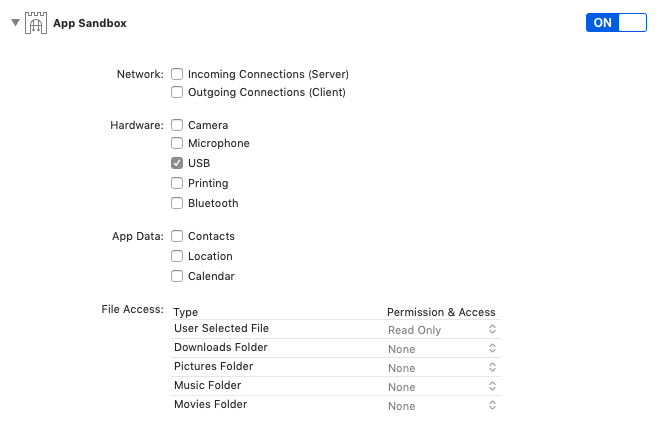 App Sandbox ON
Network: Incoming Connections (Server)
Outgoing Connections (Client)
Hardware: Camera
Microphone
USB
Printing
Bluetooth
App Data: Contacts
Location
Calendar
File Access: Type Permission & Access
User Selected File Read Only
Downloads Folder None
Pictures Folder None
Music Folder None
Movies Folder None